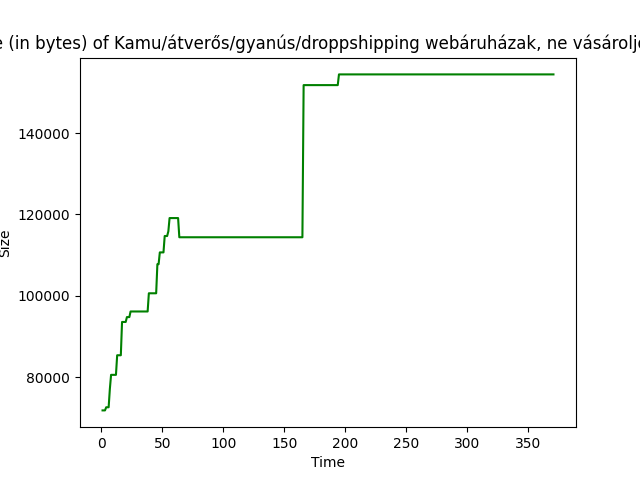 (in bytes) of Kamu/átverős/gyanús/droppshipping webáruházak, ne
140000
120000
100000
80000
Size
0 50 100 150 200 250 300 350
Time